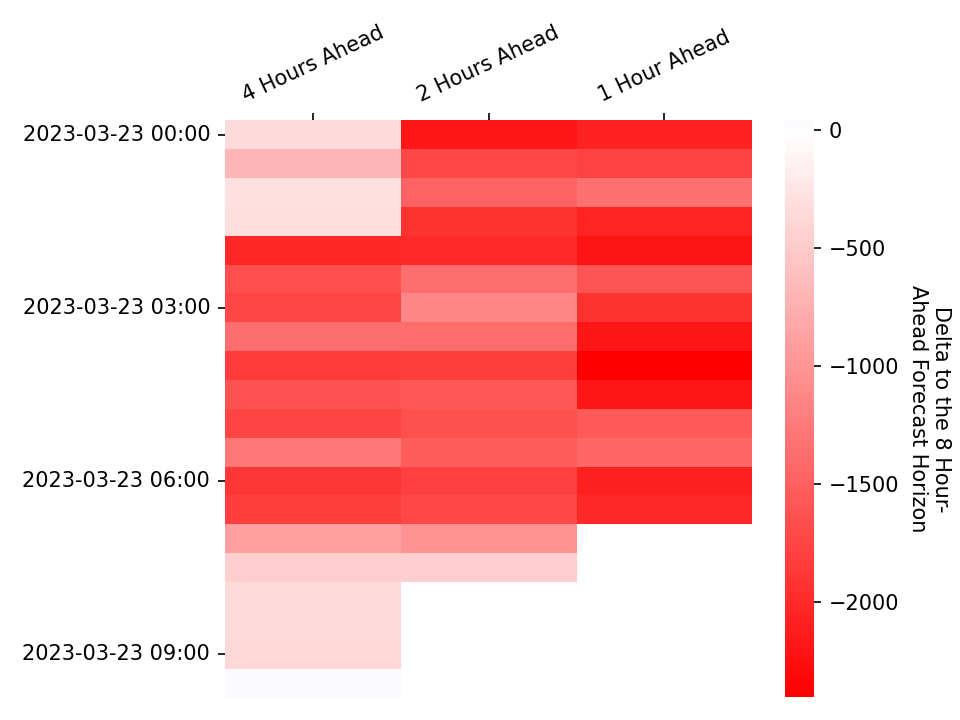 4 Hours Ahead
2 Hours Ahead
1 Hour Ahead
2023-03-23 00:00
2023-03-23 03:00
2023-03-23 06:00
2023-03-23 09:00
0
−500
−1000
−1500
−2000
Delta to the 8 Hour-
Ahead Forecast Horizon